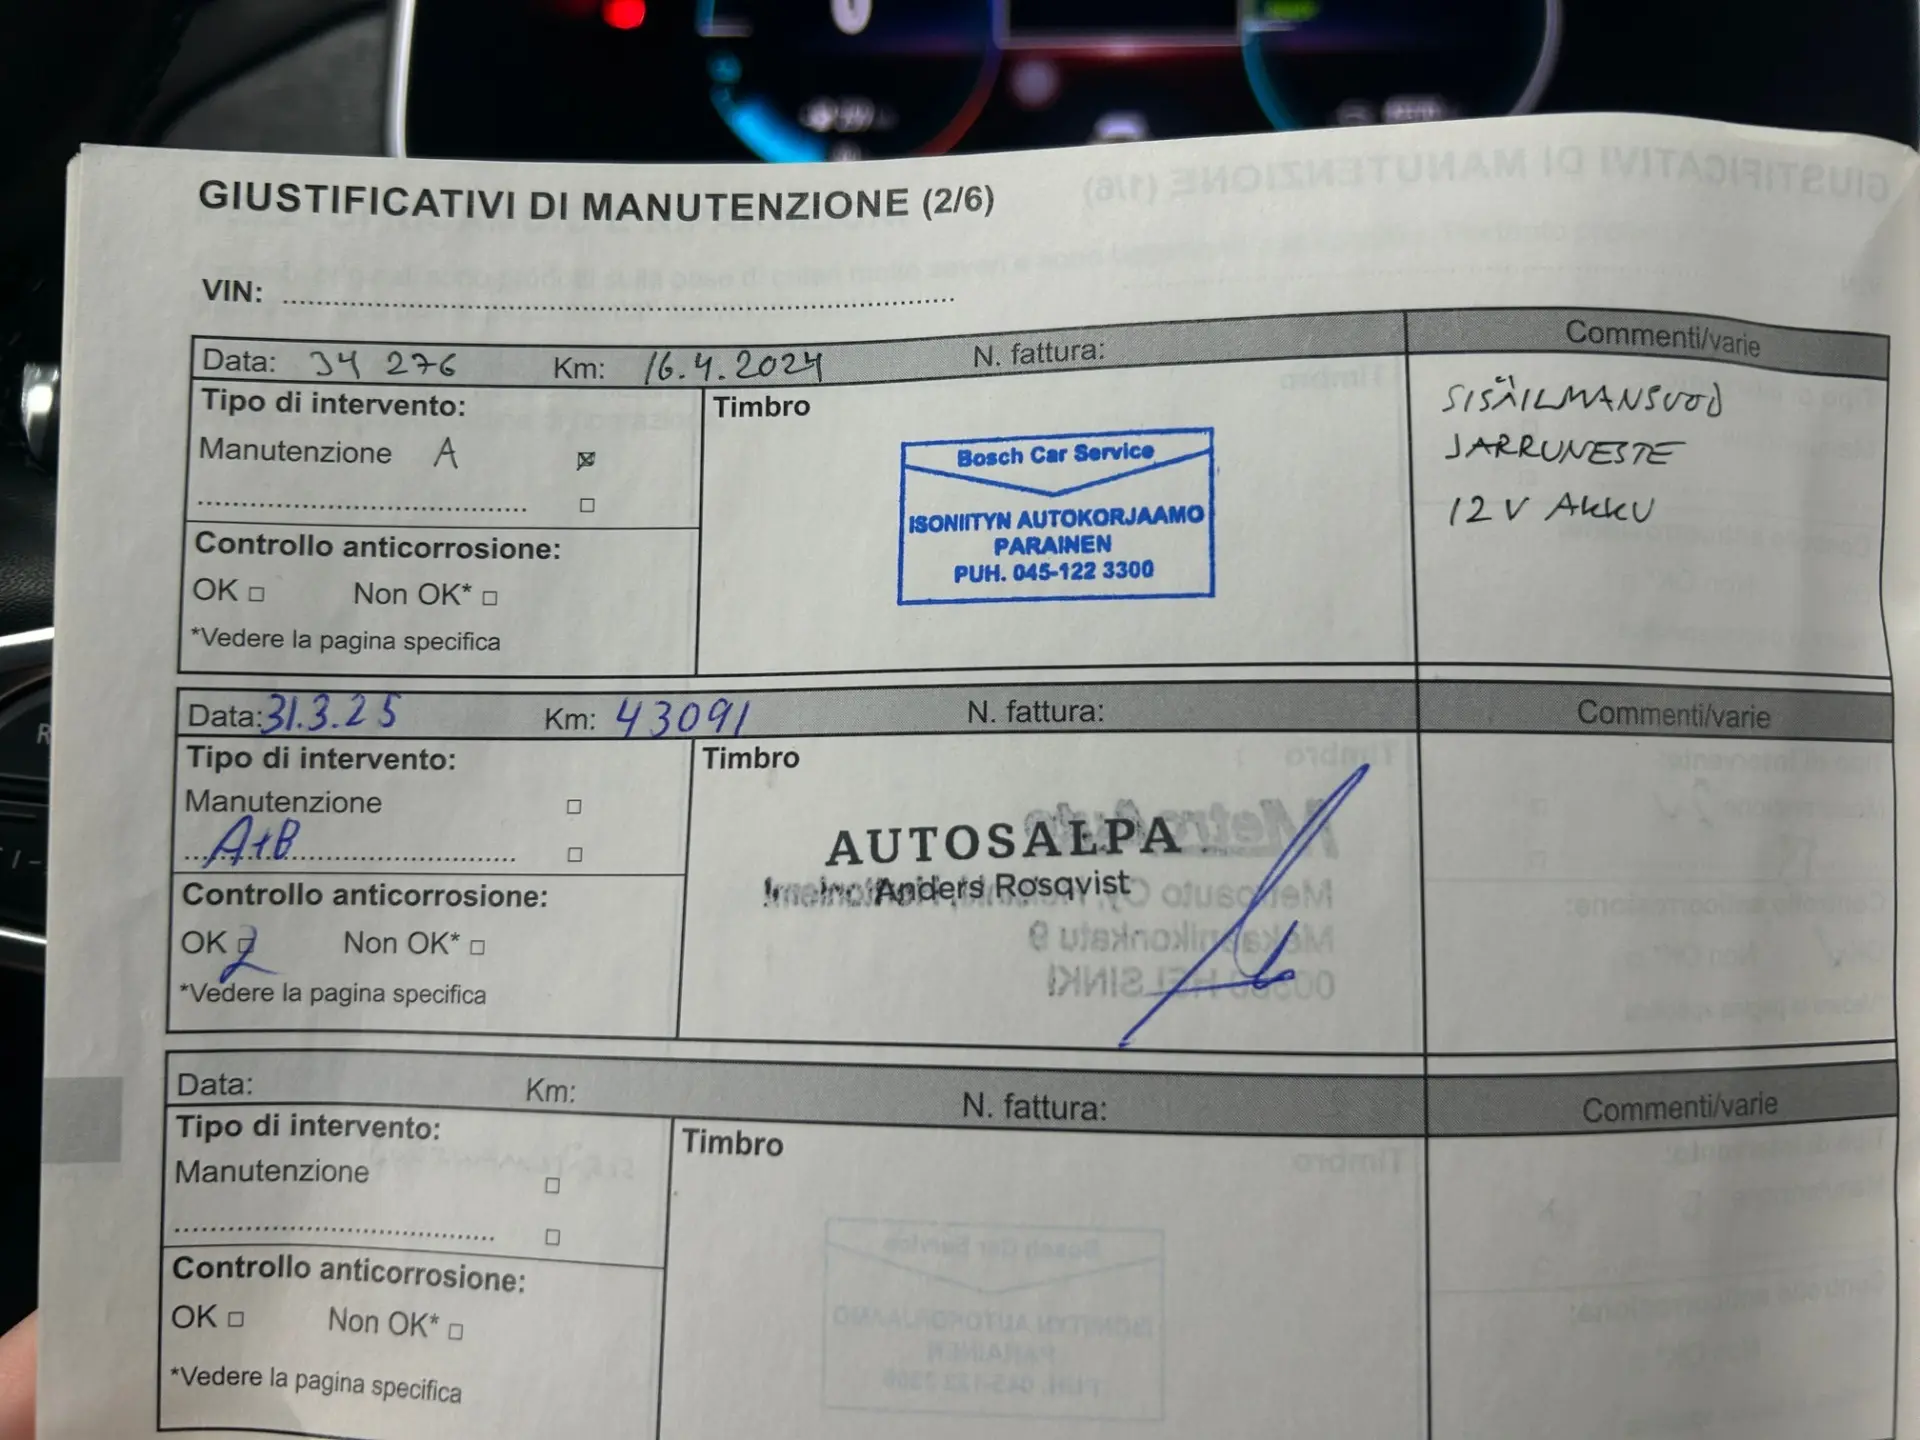 GIUSTIFICATIVI DI MANUTENZIONE (2/6)
VIN:
Data: 34 276 Km: 16.4.2024 N. fattura: Commenti/varie
Tipo di intervento:
Manutenzione A
Timbro
Bosch Car Service
ISONIITYN AUTOKORJAAMO
PARAINEN
PUH. 045-122 3300
SISÄILMANSUOD
JARRUNESTE
12 V AKKU
Controllo anticorrosione:
OK Non OK*
*Vedere la pagina specifica
Data: 31.3.25 Km: 43091 N. fattura: Commenti/varie
Tipo di intervento:
Manutenzione
A+B
Timbro
AUTOSALPA
Anders Rosqvist
Controllo anticorrosione:
OK Non OK*
*Vedere la pagina specifica
Data: Km: N. fattura: Commenti/varie
Tipo di intervento:
Manutenzione
Timbro
Controllo anticorrosione:
OK Non OK*
*Vedere la pagina specifica